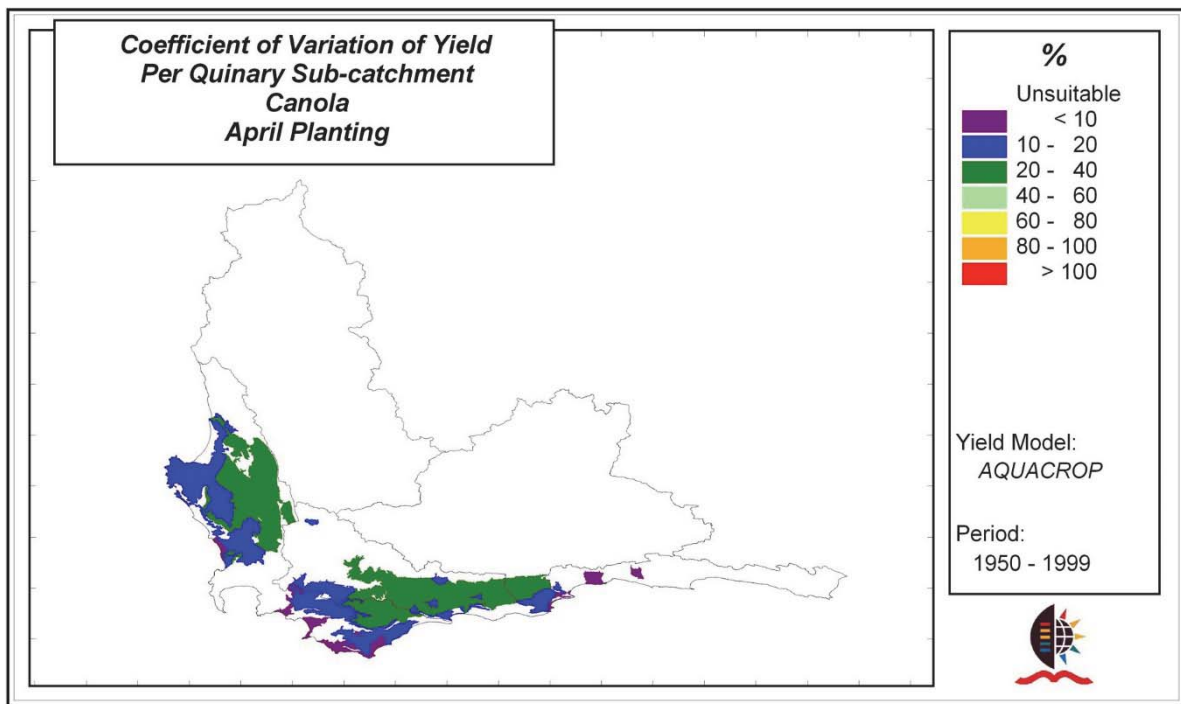 Coefficient of Variation of Yield
Per Quinary Sub-catchment
Canola
April Planting
%
Unsuitable
< 10
10 - 20
20 - 40
40 - 60
60 - 80
80 - 100
> 100
Yield Model:
AQUACROP
Period:
1950 - 1999